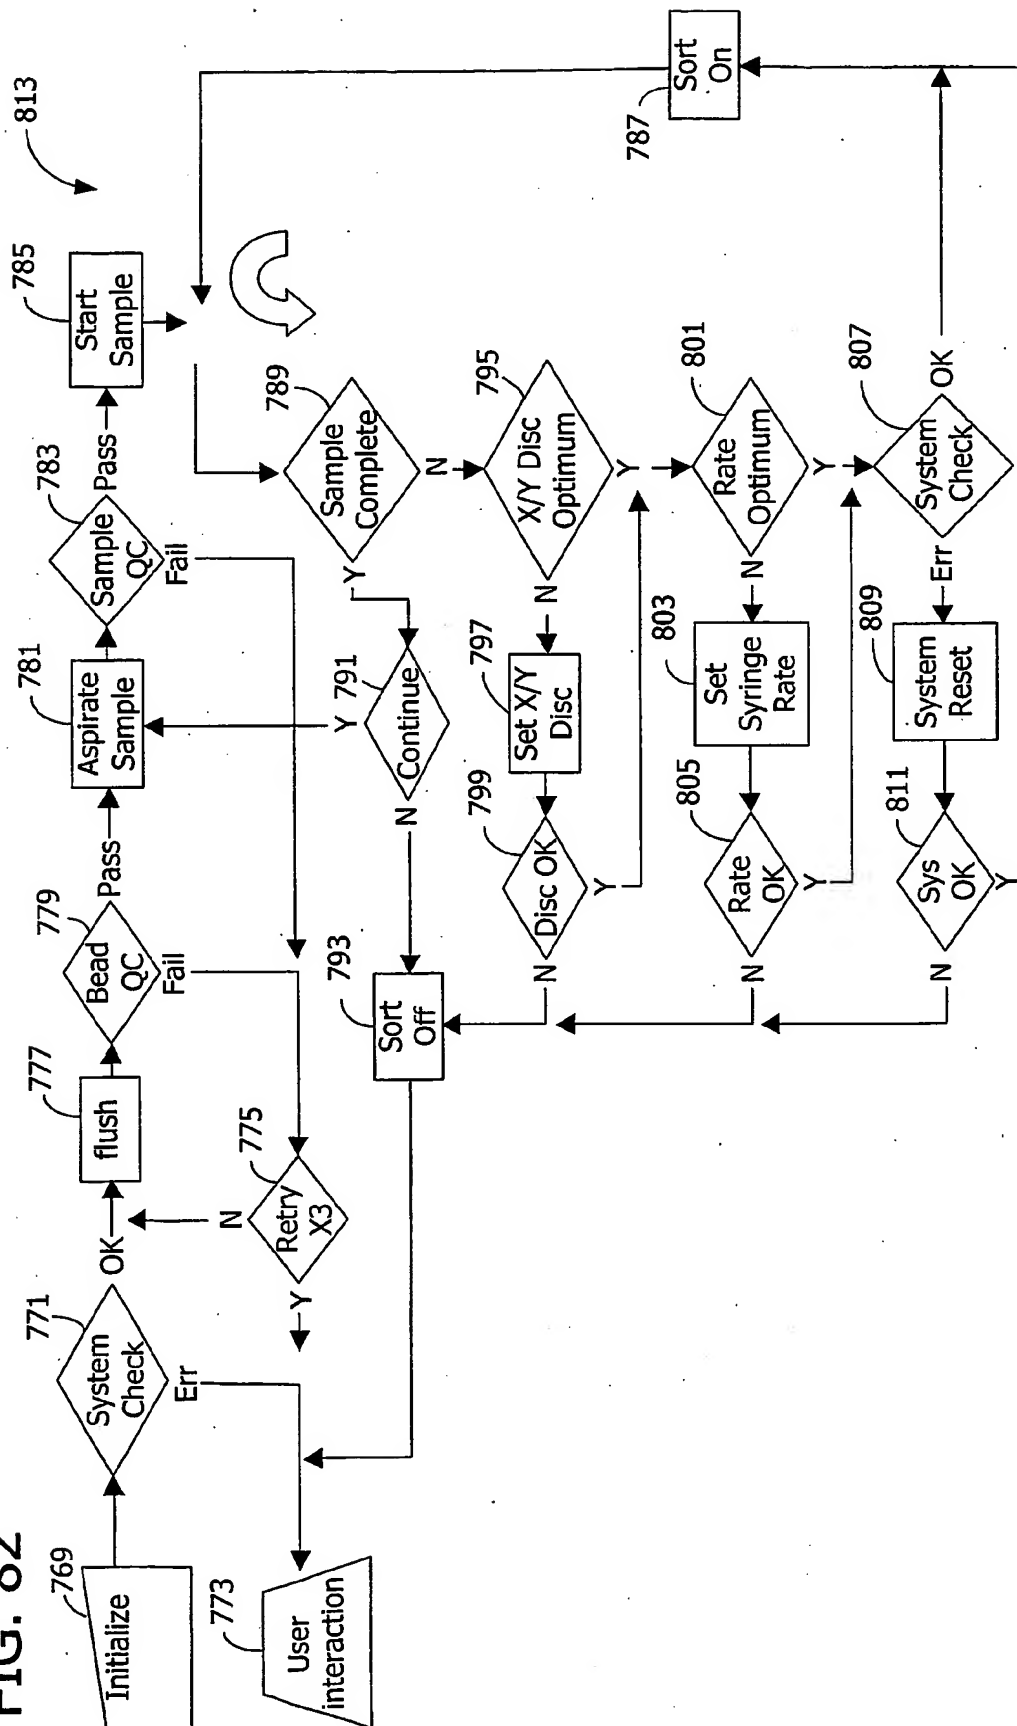 FIG. 82
813
769
Initialize
771
System
Check
OK
Err
777
flush
779
Bead
QC
Pass
Fail
781
Aspirate
Sample
783
Sample
QC
Pass
Fail
785
Start
Sample
773
User
interaction
775
Retry
X3
N
Y
787
Sort
On
789
Sample
Complete
Y
N
791
Continue
Y
N
793
Sort
Off
795
X/Y Disc
Optimum
N
Y
797
Set X/Y
Disc
799
Disc OK
N
Y
801
Rate
Optimum
N
Y
803
Set
Syringe
Rate
805
Rate
OK
N
Y
807
System
Check
OK
Err
809
System
Reset
811
Sys
OK
N
Y